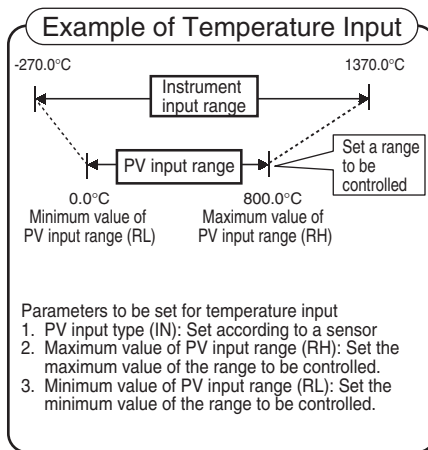 Example of Temperature Input
-270.0°C
1370.0°C
Instrument
input range
PV input range
Set a range
to be
controlled
0.0°C
Minimum value of
PV input range (RL)
800.0°C
Maximum value of
PV input range (RH)
Parameters to be set for temperature input
1. PV input type (IN): Set according to a sensor
2. Maximum value of PV input range (RH): Set the
maximum value of the range to be controlled.
3. Minimum value of PV input range (RL): Set the
minimum value of the range to be controlled.